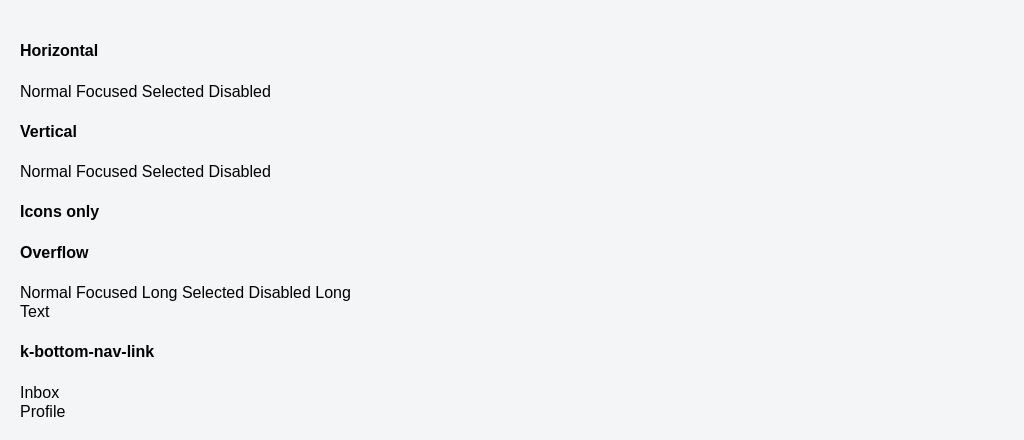 Horizontal
Normal Focused Selected Disabled
Vertical
Normal Focused Selected Disabled
Icons only
Overflow
Normal Focused Long Selected Disabled Long
Text
k-bottom-nav-link
Inbox
Profile